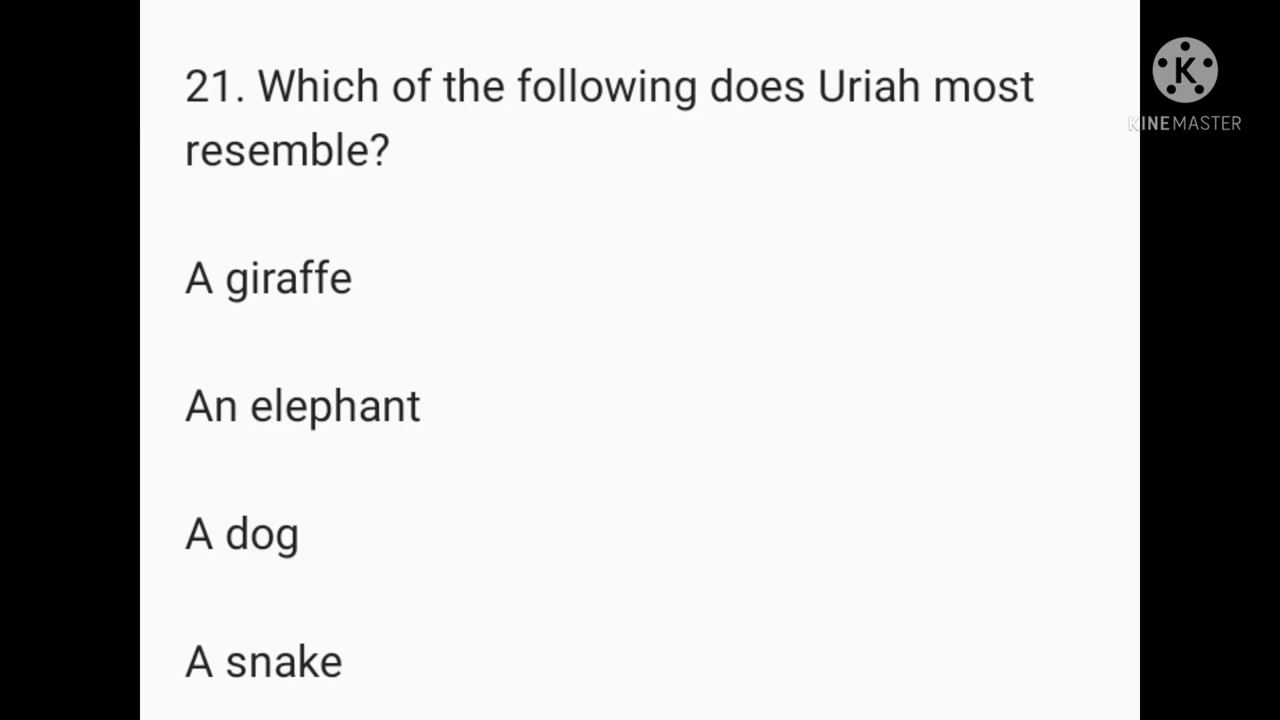 21. Which of the following does Uriah most
resemble?
A giraffe
An elephant
A dog
A snake
K
KINEMASTER